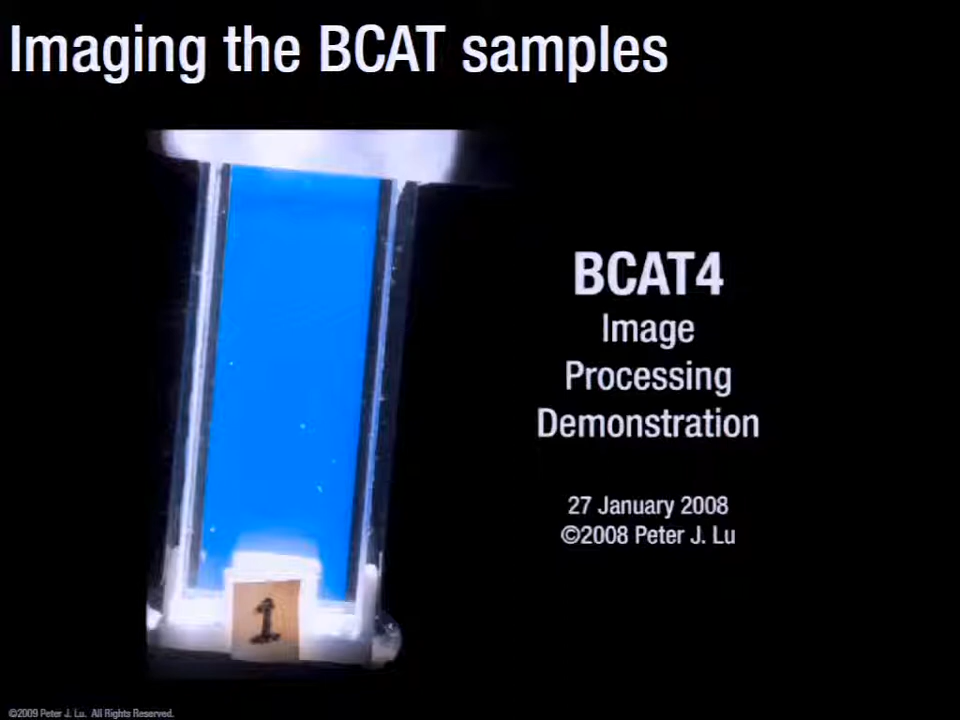 Imaging the BCAT samples
BCAT4
Image
Processing
Demonstration
27 January 2008
©2008 Peter J. Lu
1
©2009 Peter J. Lu. All Rights Reserved.